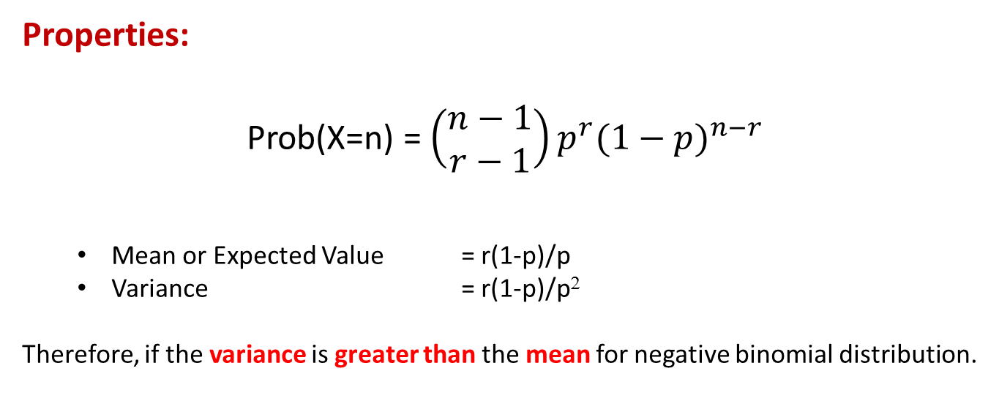 Properties:
Prob(X=n) = $\binom{n-1}{r-1} p^r (1-p)^{n-r}$
• Mean or Expected Value = r(1-p)/p
• Variance = r(1-p)/p²
Therefore, if the variance is greater than the mean for negative binomial distribution.